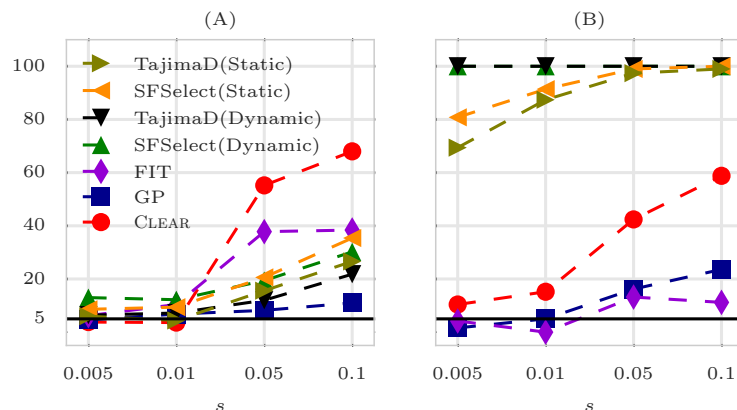 (A)
(B)
100
80
60
40
20
5
TajimaD(Static)
SFSelect(Static)
TajimaD(Dynamic)
SFSelect(Dynamic)
FIT
GP
CLEAR
0.005 0.01 0.05 0.1
0.005 0.01 0.05 0.1
s
s